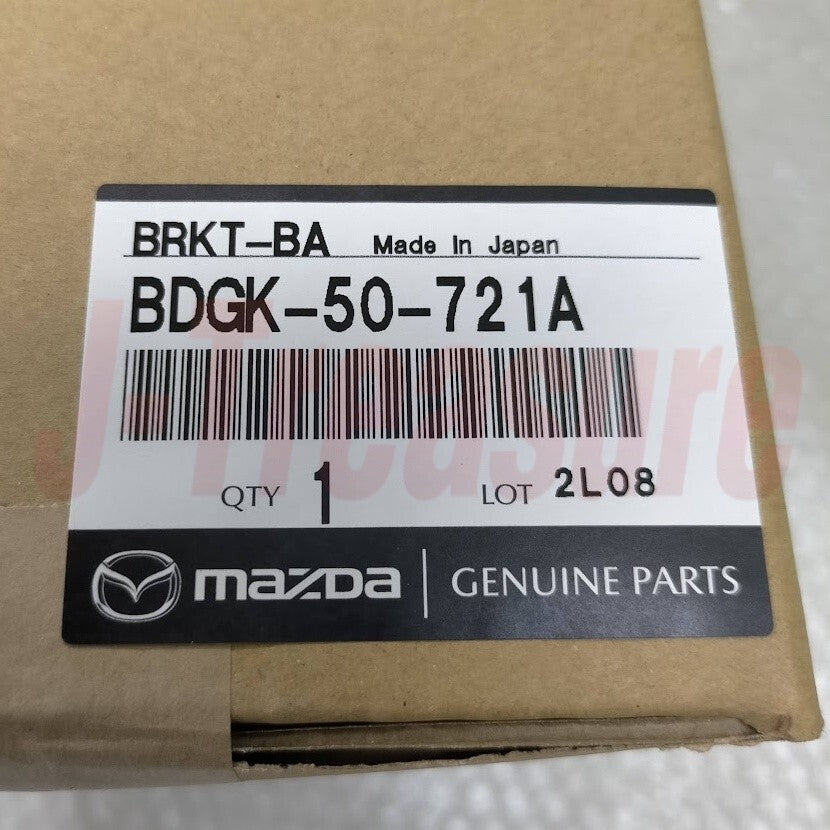 BRKT-BA Made In Japan
BDGK-50-721A
J-Treasure
QTY 1 LOT 2L08
mazda GENUINE PARTS